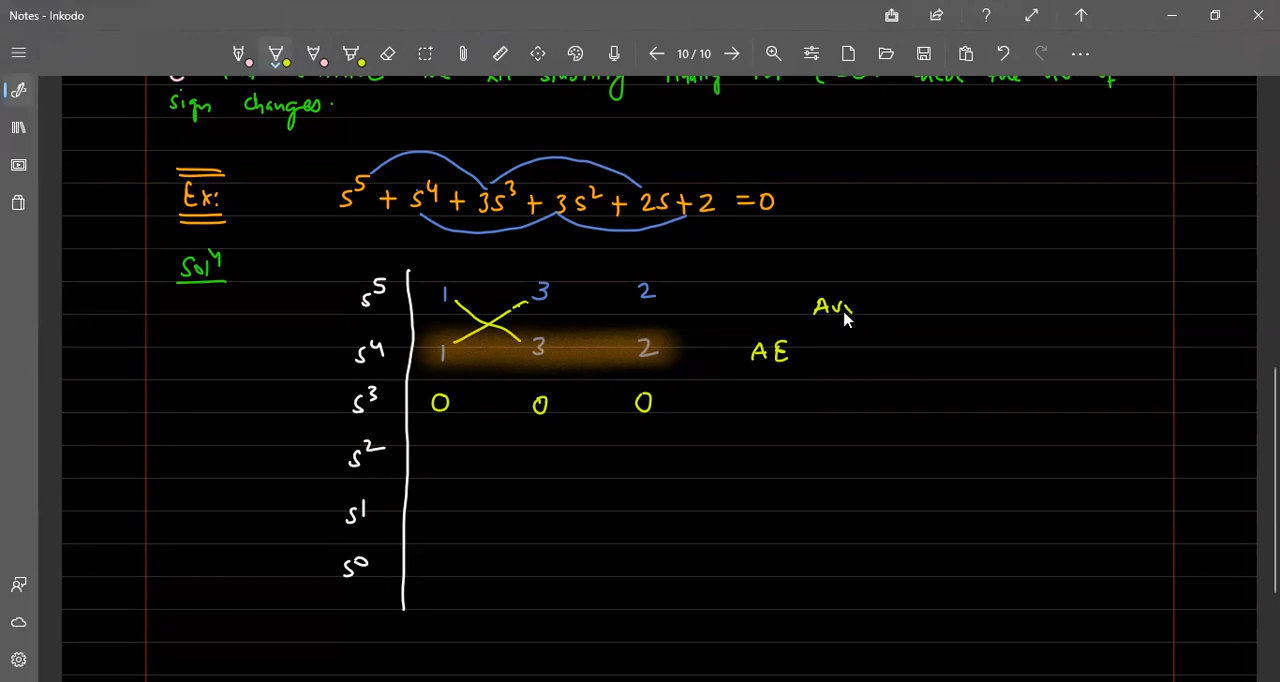 Notes - Inkodo
10 / 10
sign changes.
Ex: s⁵ + s⁴ + 3s³ + 3s² + 2s + 2 = 0
Solⁿ
s⁵ 1 3 2
s⁴ 1 3 2 AE
s³ 0 0 0
s²
s¹
s⁰